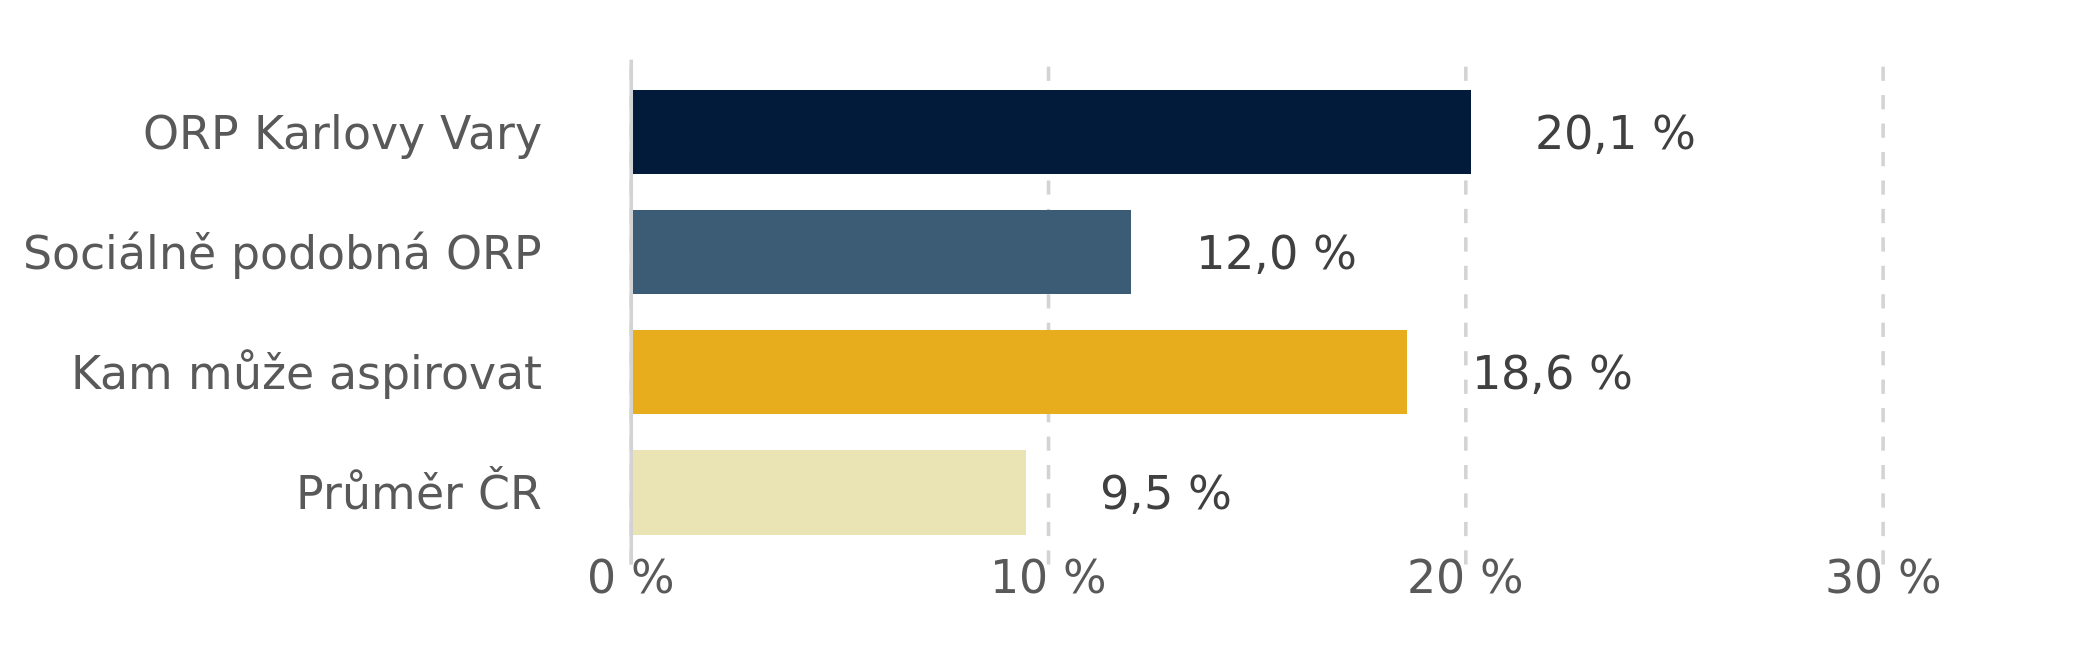 ORP Karlovy Vary 20,1 %
Sociálně podobná ORP 12,0 %
Kam může aspirovat 18,6 %
Průměr ČR 9,5 %
0 % 10 % 20 % 30 %